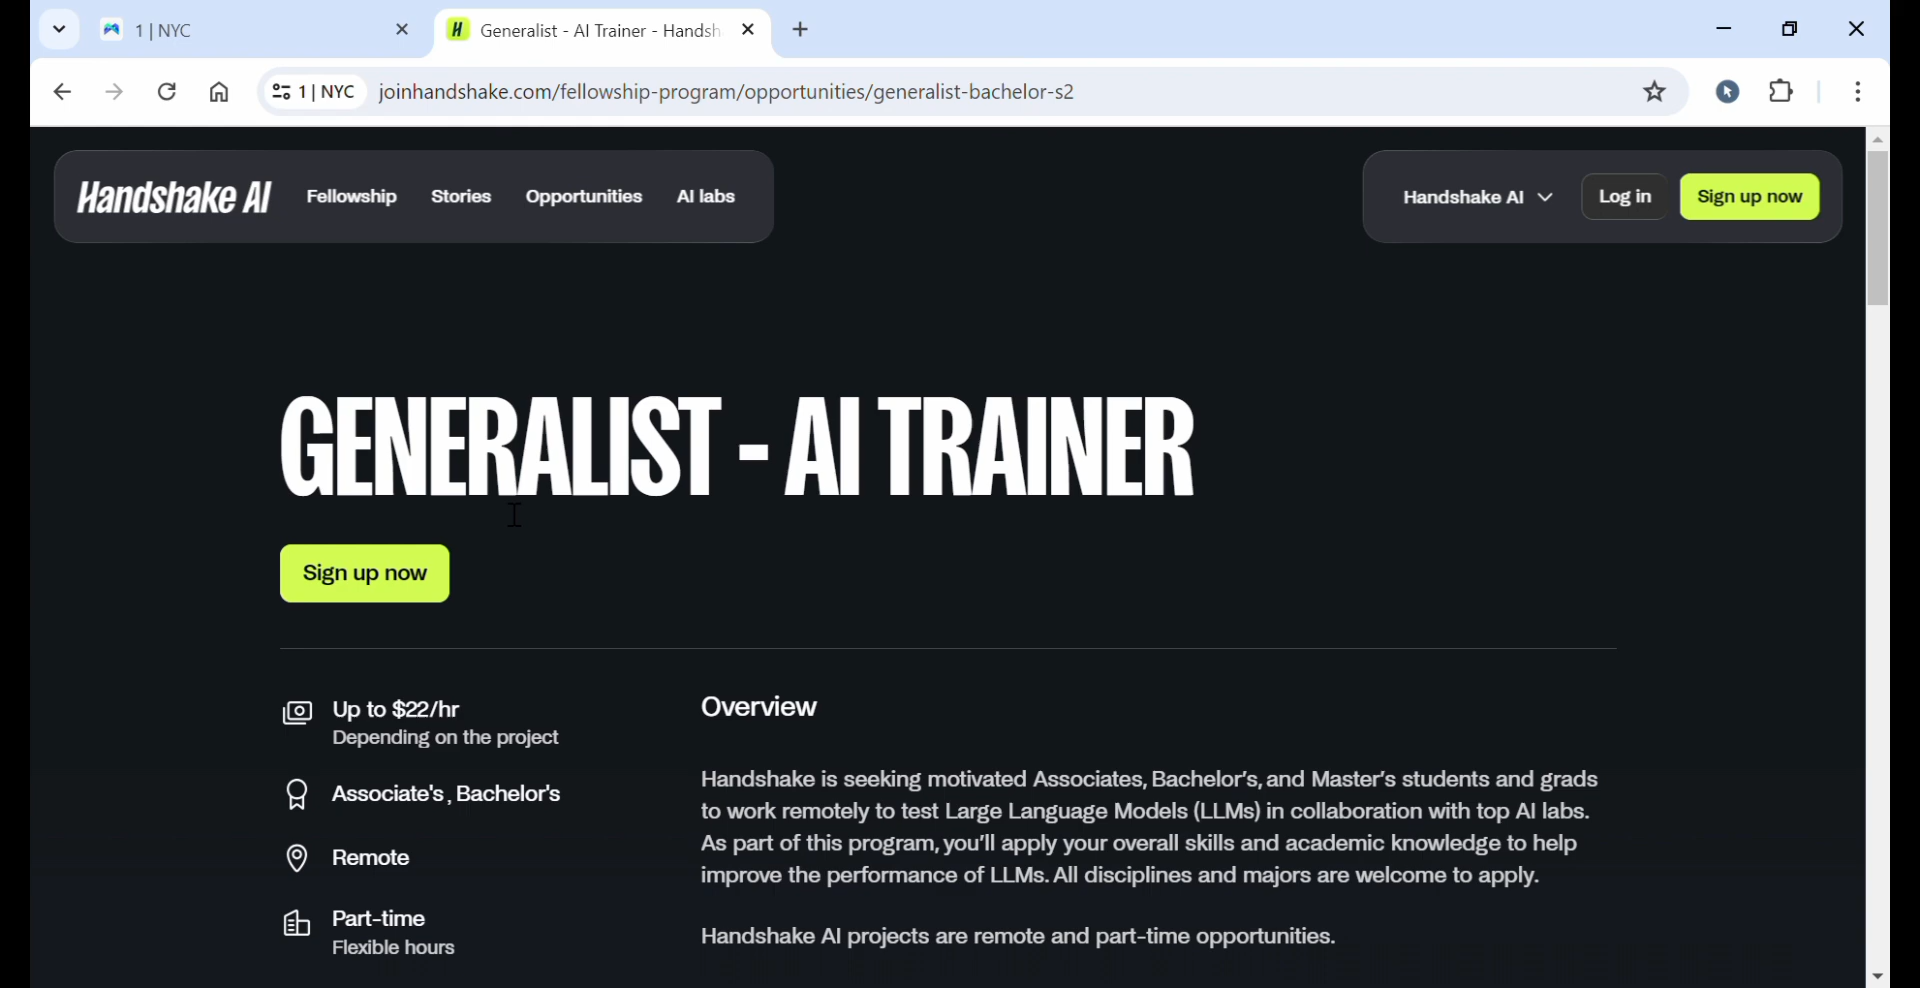 1 | NYC
Generalist - AI Trainer - Handsh
1 | NYC
joinhandshake.com/fellowship-program/opportunities/generalist-bachelor-s2
Handshake AI
Fellowship
Stories
Opportunities
AI labs
Handshake AI
Log in
Sign up now
GENERALIST - AI TRAINER
Sign up now
Up to $22/hr
Depending on the project
Associate's , Bachelor's
Remote
Part-time
Flexible hours
Overview
Handshake is seeking motivated Associates, Bachelor’s, and Master’s students and grads
to work remotely to test Large Language Models (LLMs) in collaboration with top AI labs.
As part of this program, you’ll apply your overall skills and academic knowledge to help
improve the performance of LLMs. All disciplines and majors are welcome to apply.
Handshake AI projects are remote and part-time opportunities.